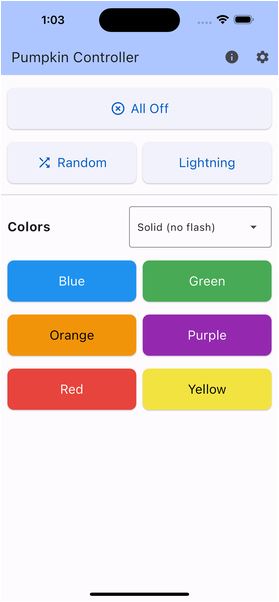 1:03
Pumpkin Controller
All Off
Random
Lightning
Colors
Solid (no flash)
Blue
Green
Orange
Purple
Red
Yellow